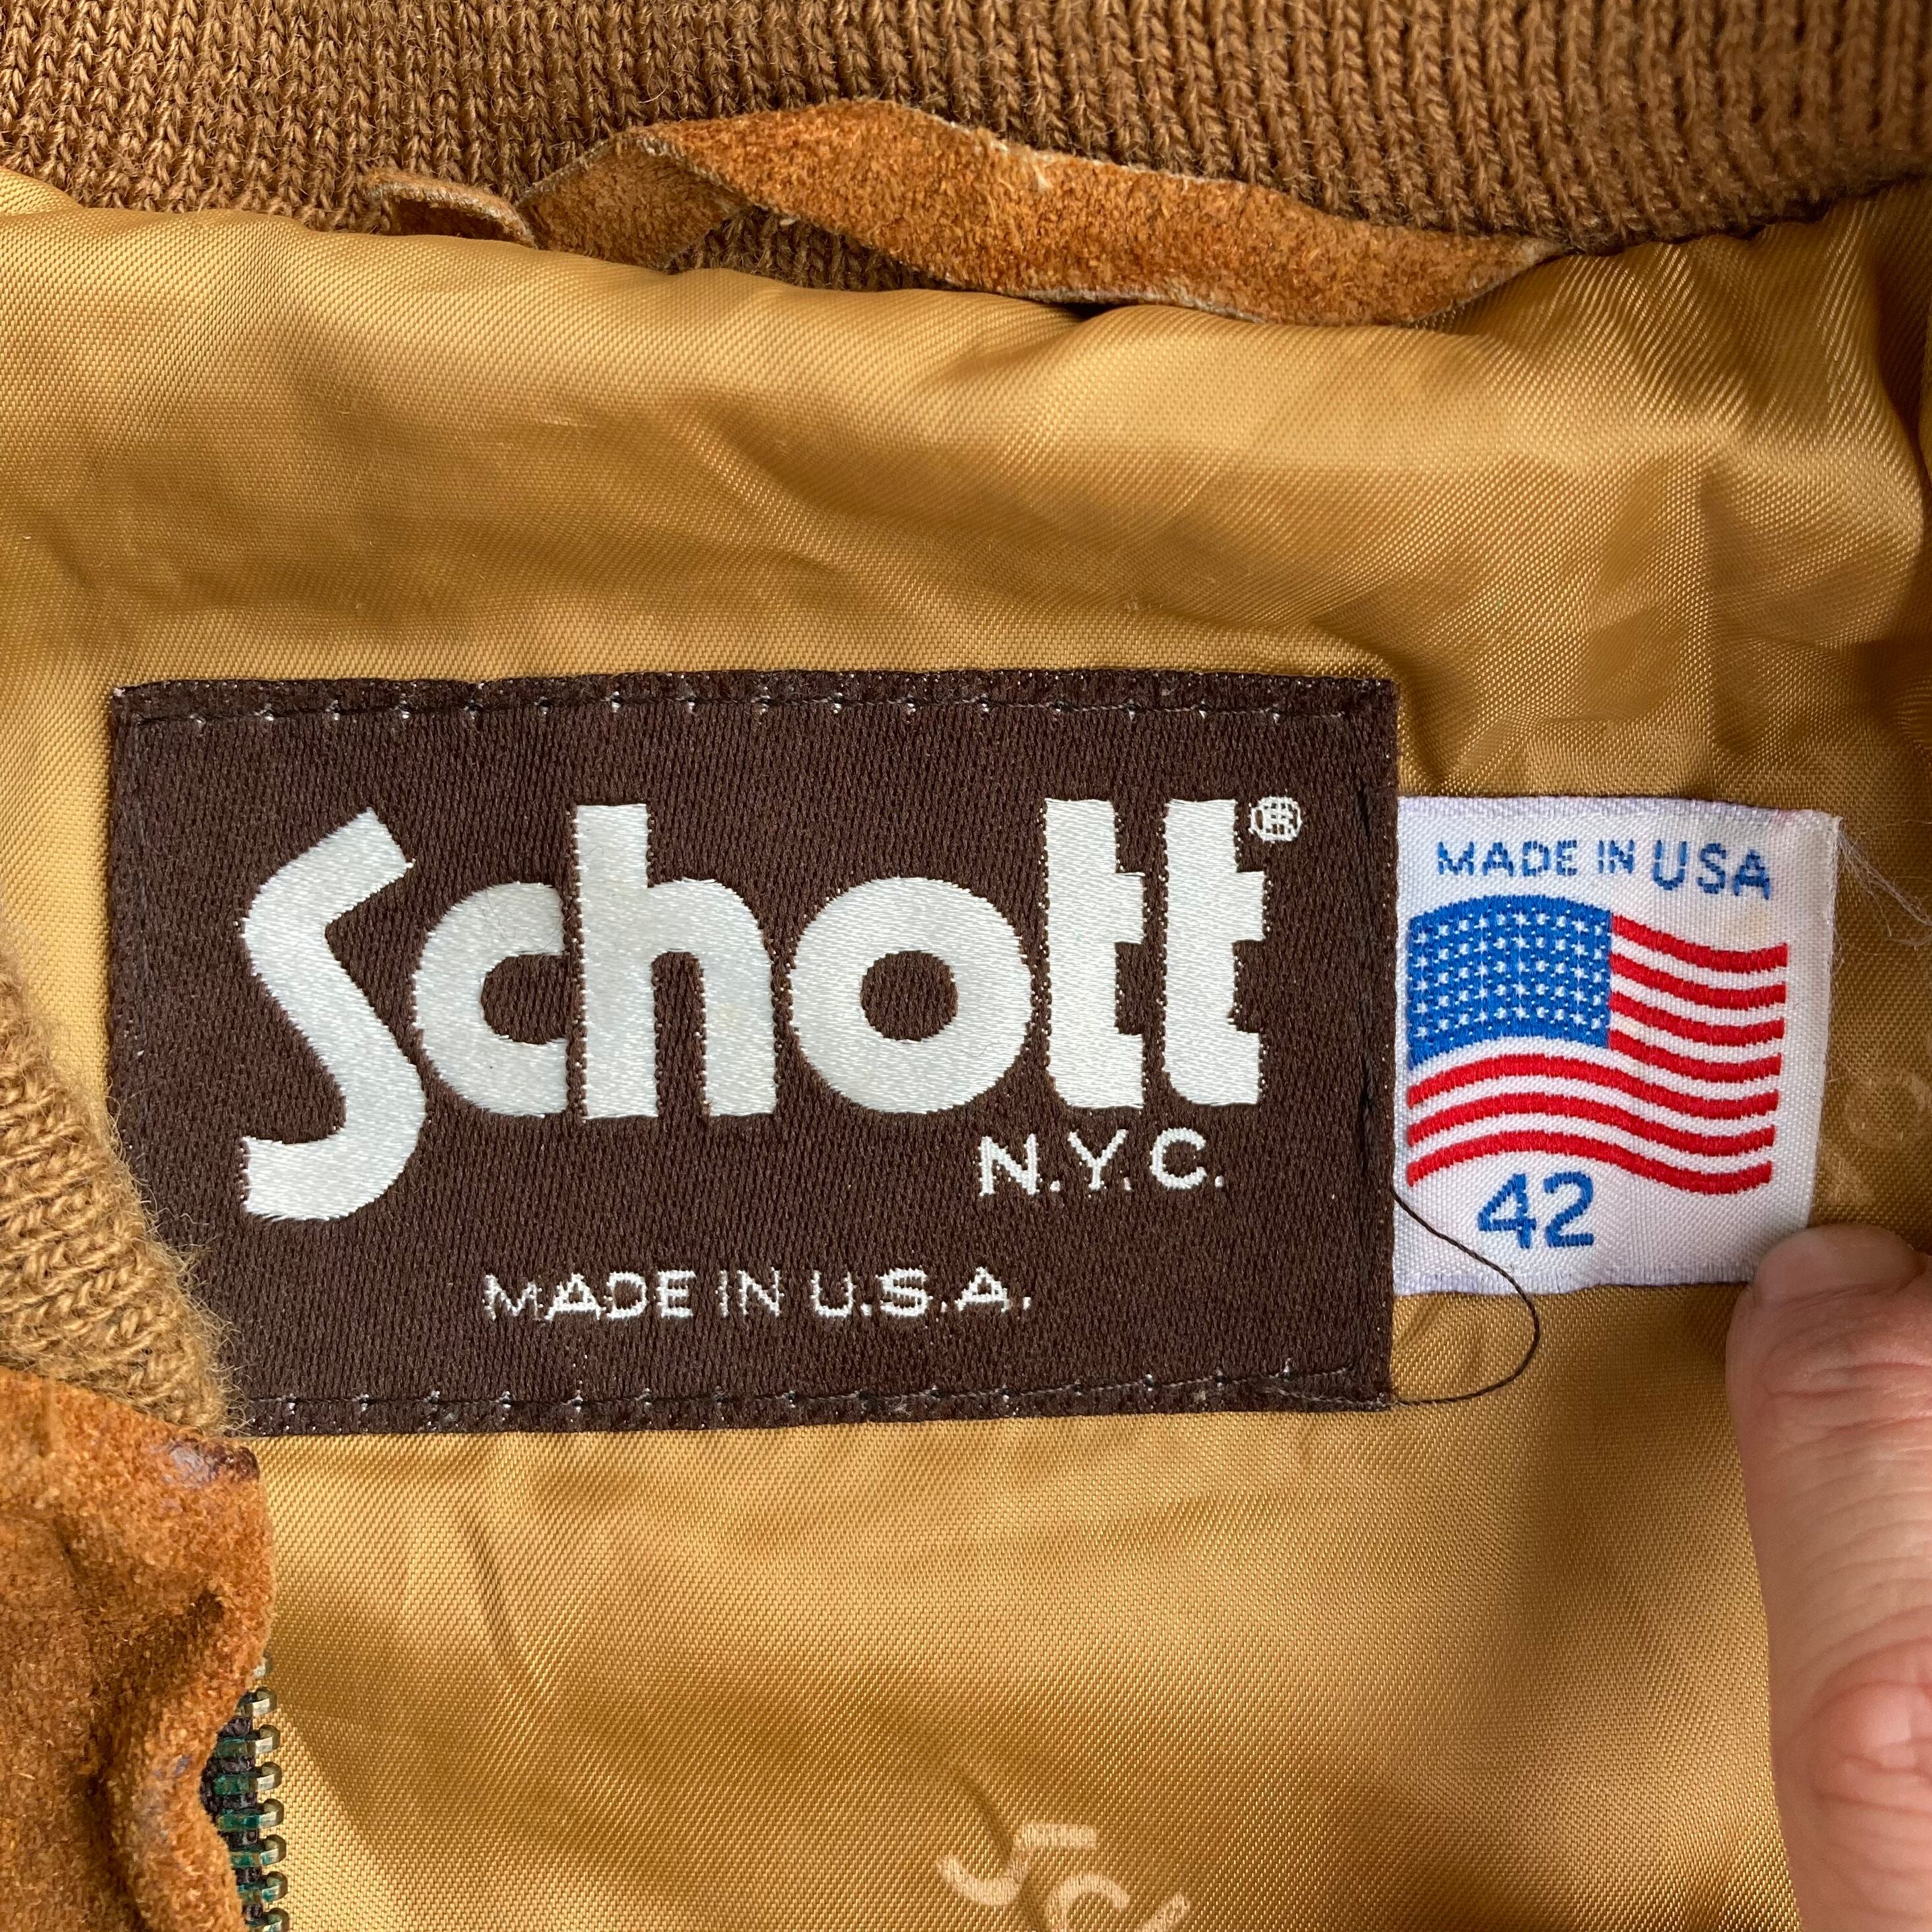 Schott®
N.Y.C.
MADE IN U.S.A.
MADE IN USA
42